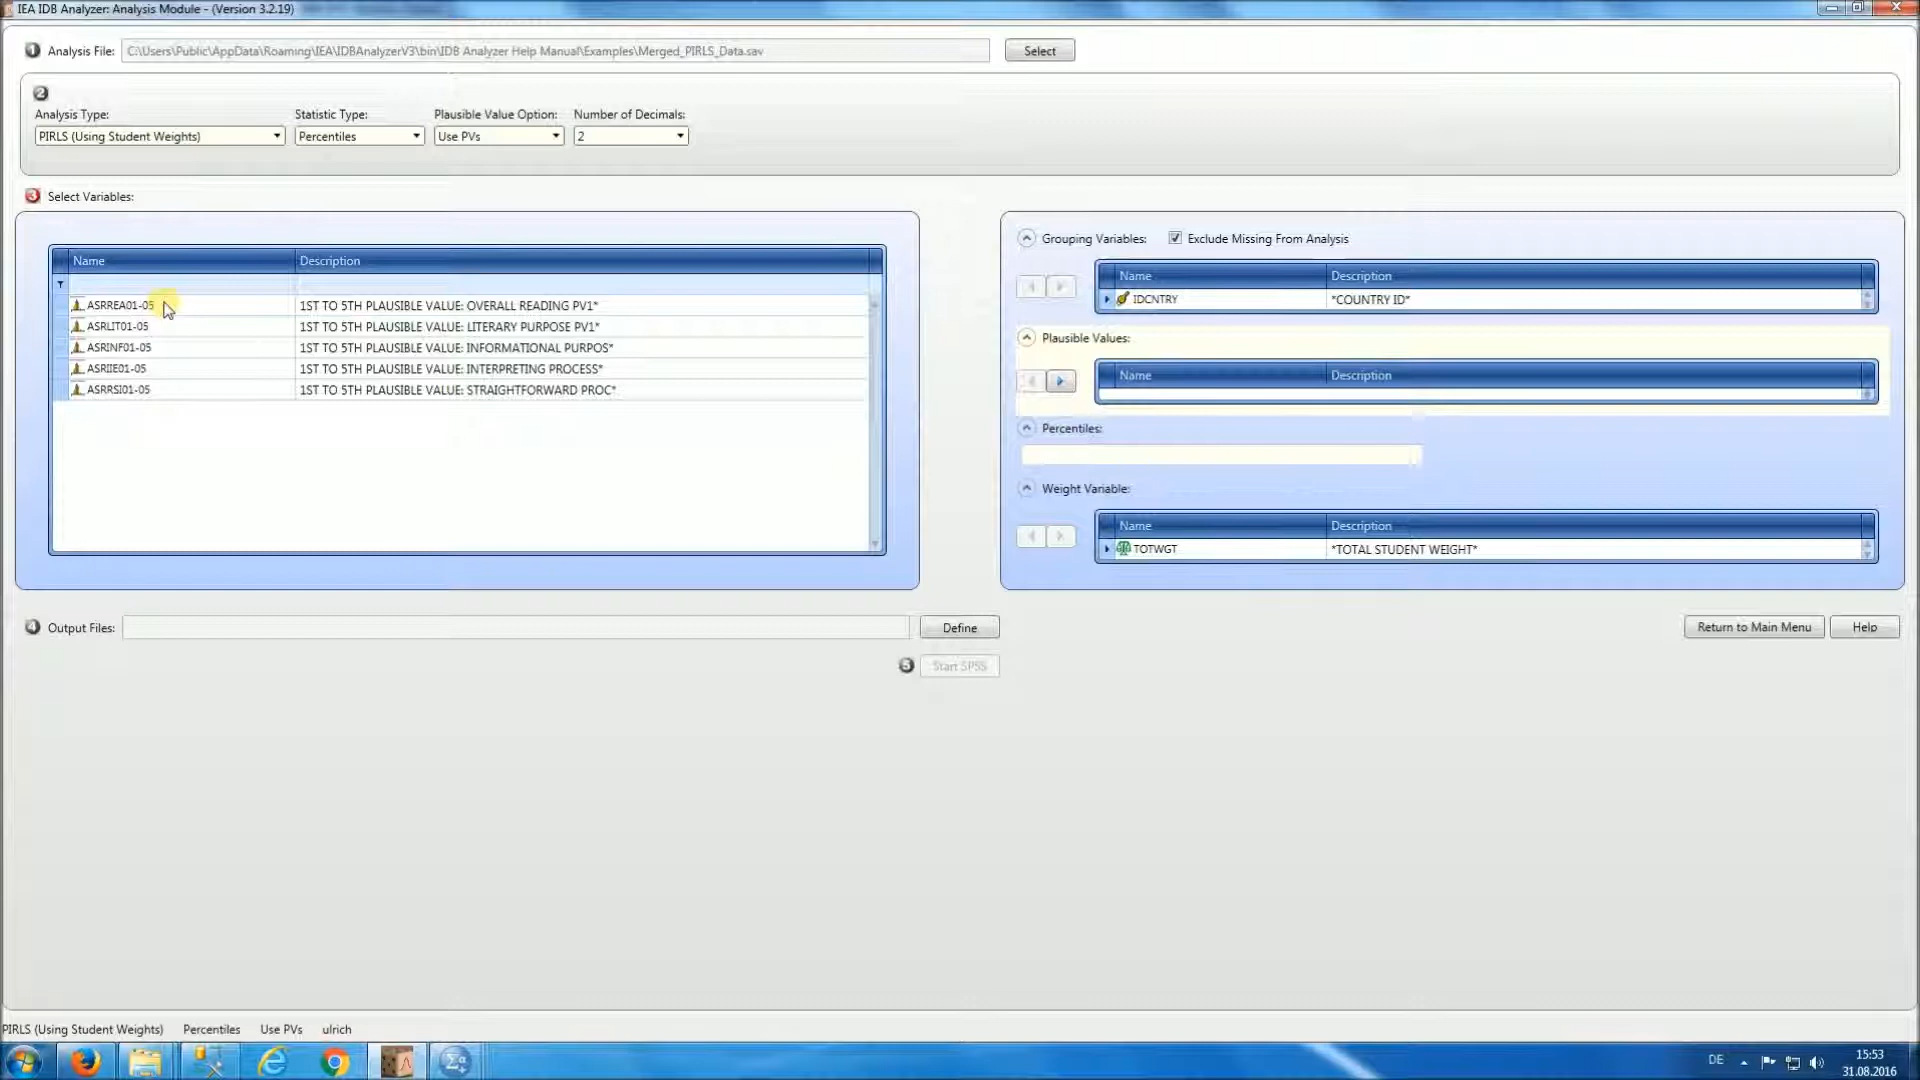 IEA IDB Analyzer: Analysis Module - (Version 3.2.19)
1 Analysis File: C:\Users\Public\AppData\Roaming\IEA\IDBAnalyzerV3\bin\IDB Analyzer Help Manual\Examples\Merged_PIRLS_Data.sav Select
2
Analysis Type: Statistic Type: Plausible Value Option: Number of Decimals:
PIRLS (Using Student Weights) Percentiles Use PVs 2
3 Select Variables:
Name Description
ASRREA01-05 1ST TO 5TH PLAUSIBLE VALUE: OVERALL READING PV1*
ASRLIT01-05 1ST TO 5TH PLAUSIBLE VALUE: LITERARY PURPOSE PV1*
ASRINF01-05 1ST TO 5TH PLAUSIBLE VALUE: INFORMATIONAL PURPOS*
ASRIIE01-05 1ST TO 5TH PLAUSIBLE VALUE: INTERPRETING PROCESS*
ASRRSI01-05 1ST TO 5TH PLAUSIBLE VALUE: STRAIGHTFORWARD PROC*
Grouping Variables: Exclude Missing From Analysis
Name Description
IDCNTRY *COUNTRY ID*
Plausible Values:
Name Description
Percentiles:
Weight Variable:
Name Description
TOTWGT *TOTAL STUDENT WEIGHT*
4 Output Files: Define Return to Main Menu Help
5 Start SPSS
PIRLS (Using Student Weights) Percentiles Use PVs ulrich
DE 15:53
31.08.2016